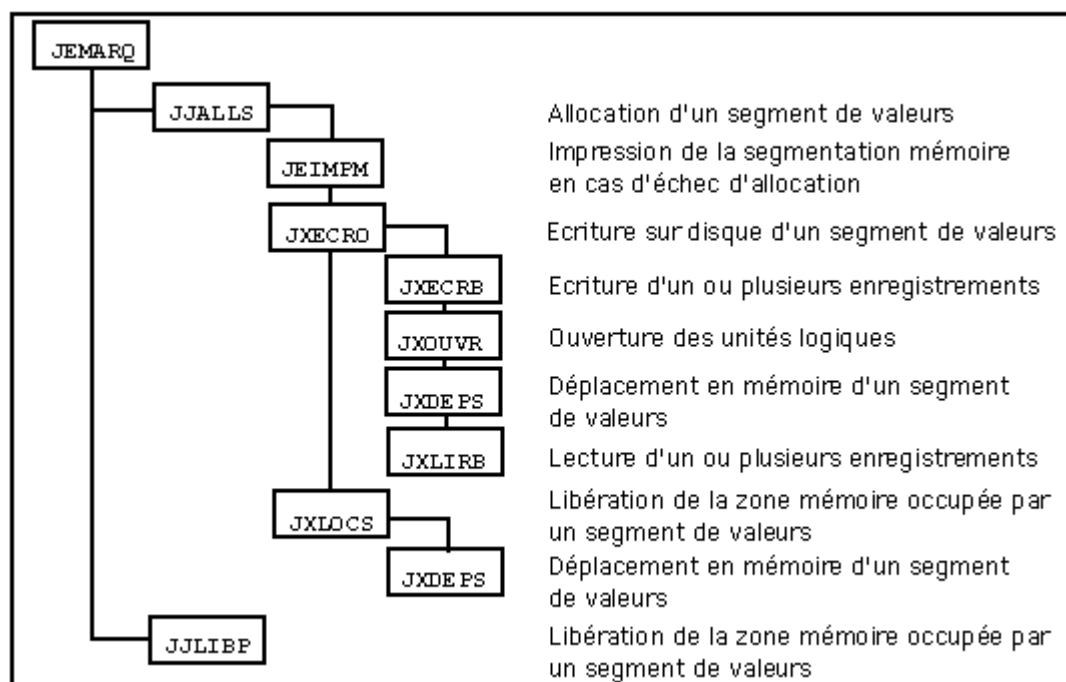 JEMARQ
JJALLS Allocation d'un segment de valeurs
JEIMPM Impression de la segmentation mémoire
en cas d'échec d'allocation
JXECRO Ecriture sur disque d'un segment de valeurs
JXECRB Ecriture d'un ou plusieurs enregistrements
JXOUVR Ouverture des unités logiques
JXDEPS Déplacement en mémoire d'un segment
de valeurs
JXLIRB Lecture d'un ou plusieurs enregistrements
JXLOCS Libération de la zone mémoire occupée par
un segment de valeurs
JXDEPS Déplacement en mémoire d'un segment
de valeurs
JJLIBP Libération de la zone mémoire occupée par
un segment de valeurs